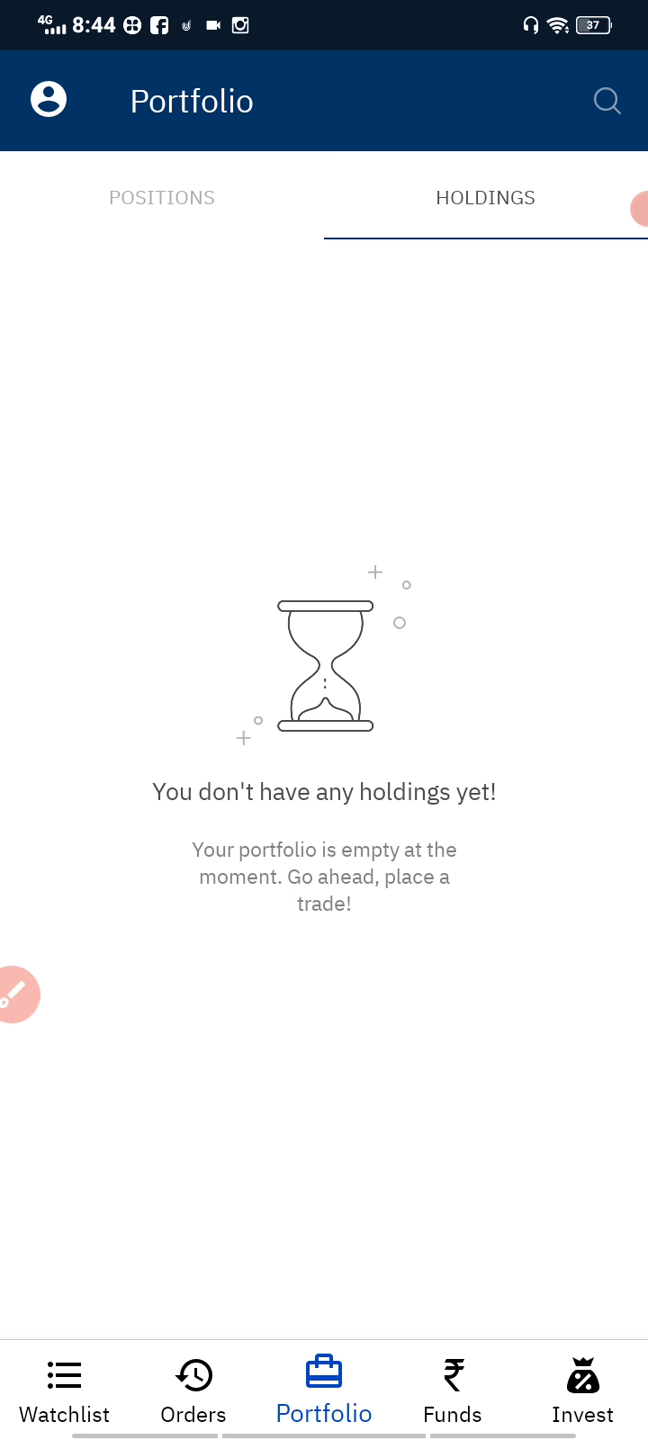 4G 8:44 37
Portfolio
POSITIONS HOLDINGS
You don't have any holdings yet!
Your portfolio is empty at the
moment. Go ahead, place a
trade!
Watchlist Orders Portfolio Funds Invest